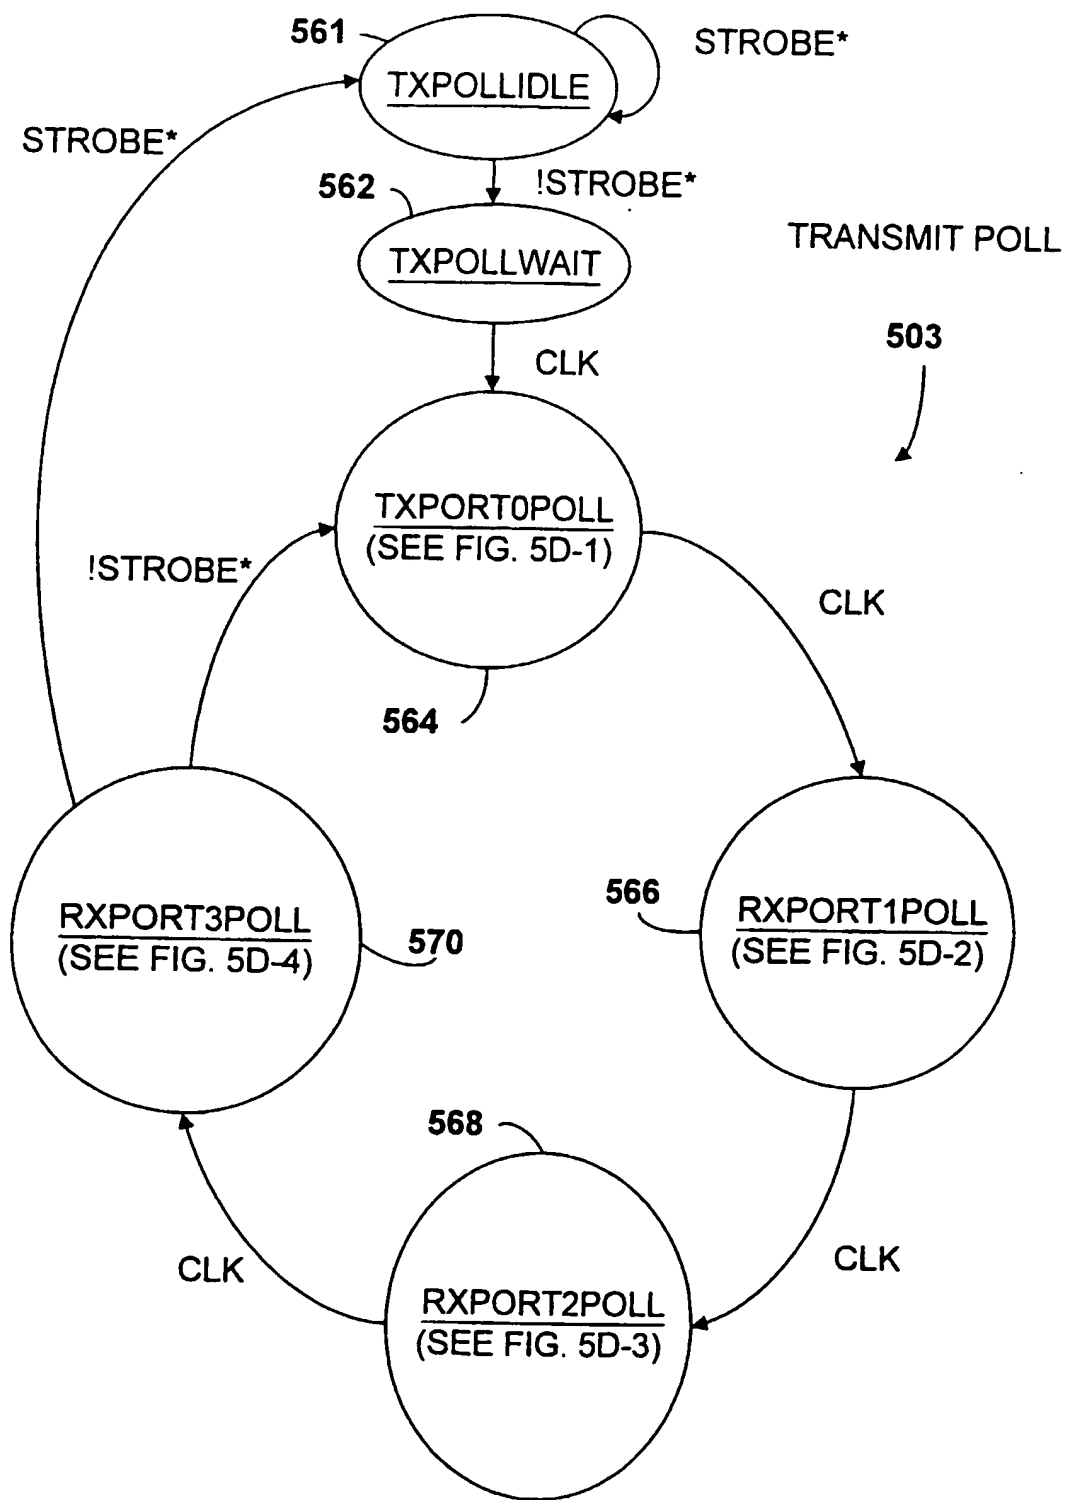 561
STROBE*
TXPOLLIDLE
STROBE*
562
!STROBE*
TXPOLLWAIT
TRANSMIT POLL
503
CLK
TXPORT0POLL
(SEE FIG. 5D-1)
!STROBE*
CLK
564
RXPORT3POLL
(SEE FIG. 5D-4)
570
566
RXPORT1POLL
(SEE FIG. 5D-2)
568
CLK
CLK
RXPORT2POLL
(SEE FIG. 5D-3)